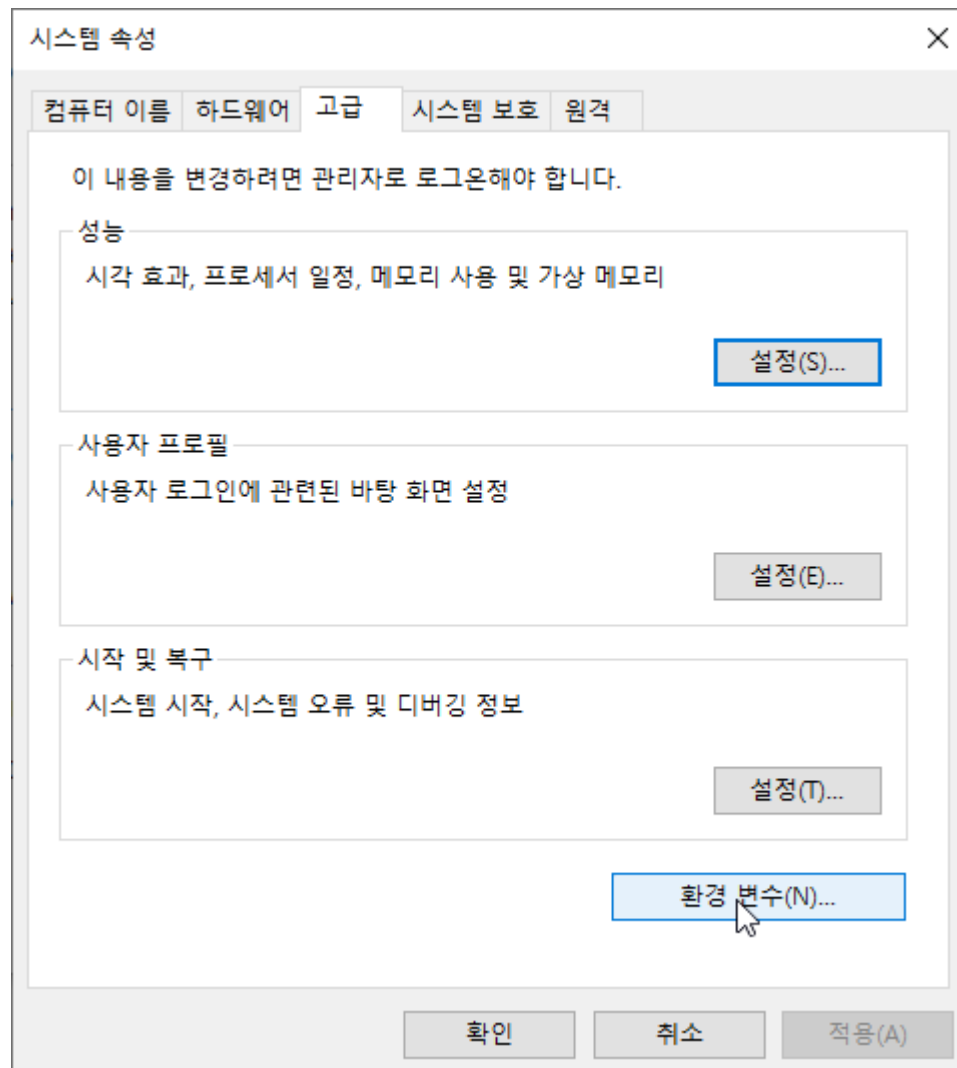 시스템 속성
컴퓨터 이름 하드웨어 고급 시스템 보호 원격
이 내용을 변경하려면 관리자로 로그온해야 합니다.
성능
시각 효과, 프로세서 일정, 메모리 사용 및 가상 메모리
설정(S)...
사용자 프로필
사용자 로그인에 관련된 바탕 화면 설정
설정(E)...
시작 및 복구
시스템 시작, 시스템 오류 및 디버깅 정보
설정(T)...
환경 변수(N)...
확인 취소 적용(A)